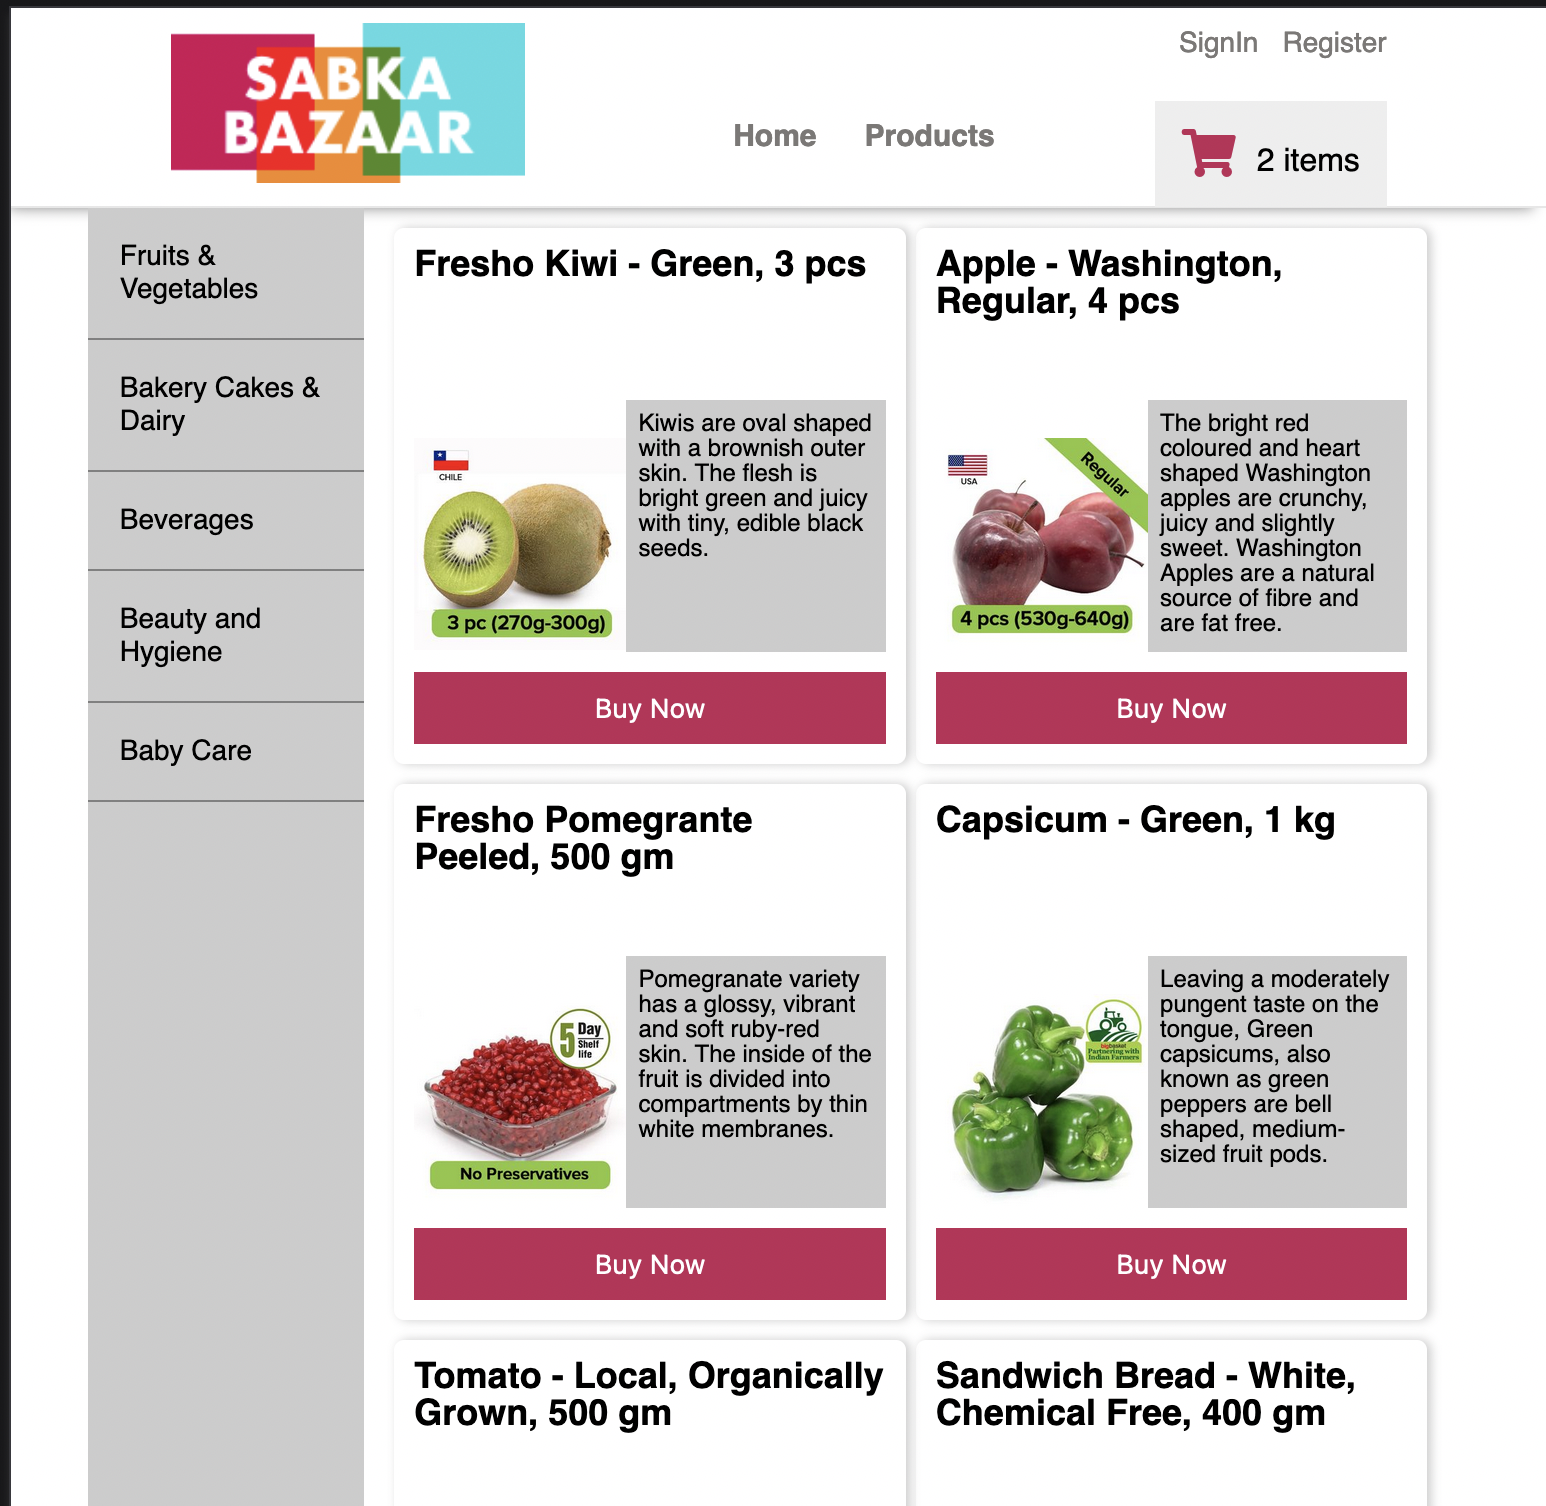 SABKA
BAZAAR
SignIn Register
Home Products
2 items
Fruits &
Vegetables
Bakery Cakes &
Dairy
Beverages
Beauty and
Hygiene
Baby Care
Fresho Kiwi - Green, 3 pcs
CHILE
3 pc (270g-300g)
Kiwis are oval shaped
with a brownish outer
skin. The flesh is
bright green and juicy
with tiny, edible black
seeds.
Buy Now
Apple - Washington,
Regular, 4 pcs
USA
Regular
4 pcs (530g-640g)
The bright red
coloured and heart
shaped Washington
apples are crunchy,
juicy and slightly
sweet. Washington
Apples are a natural
source of fibre and
are fat free.
Buy Now
Fresho Pomegrante
Peeled, 500 gm
5 Day
Shelf
life
No Preservatives
Pomegranate variety
has a glossy, vibrant
and soft ruby-red
skin. The inside of the
fruit is divided into
compartments by thin
white membranes.
Buy Now
Capsicum - Green, 1 kg
bigbasket
Partnering with
Indian Farmers
Leaving a moderately
pungent taste on the
tongue, Green
capsicums, also
known as green
peppers are bell
shaped, medium-
sized fruit pods.
Buy Now
Tomato - Local, Organically
Grown, 500 gm
Sandwich Bread - White,
Chemical Free, 400 gm